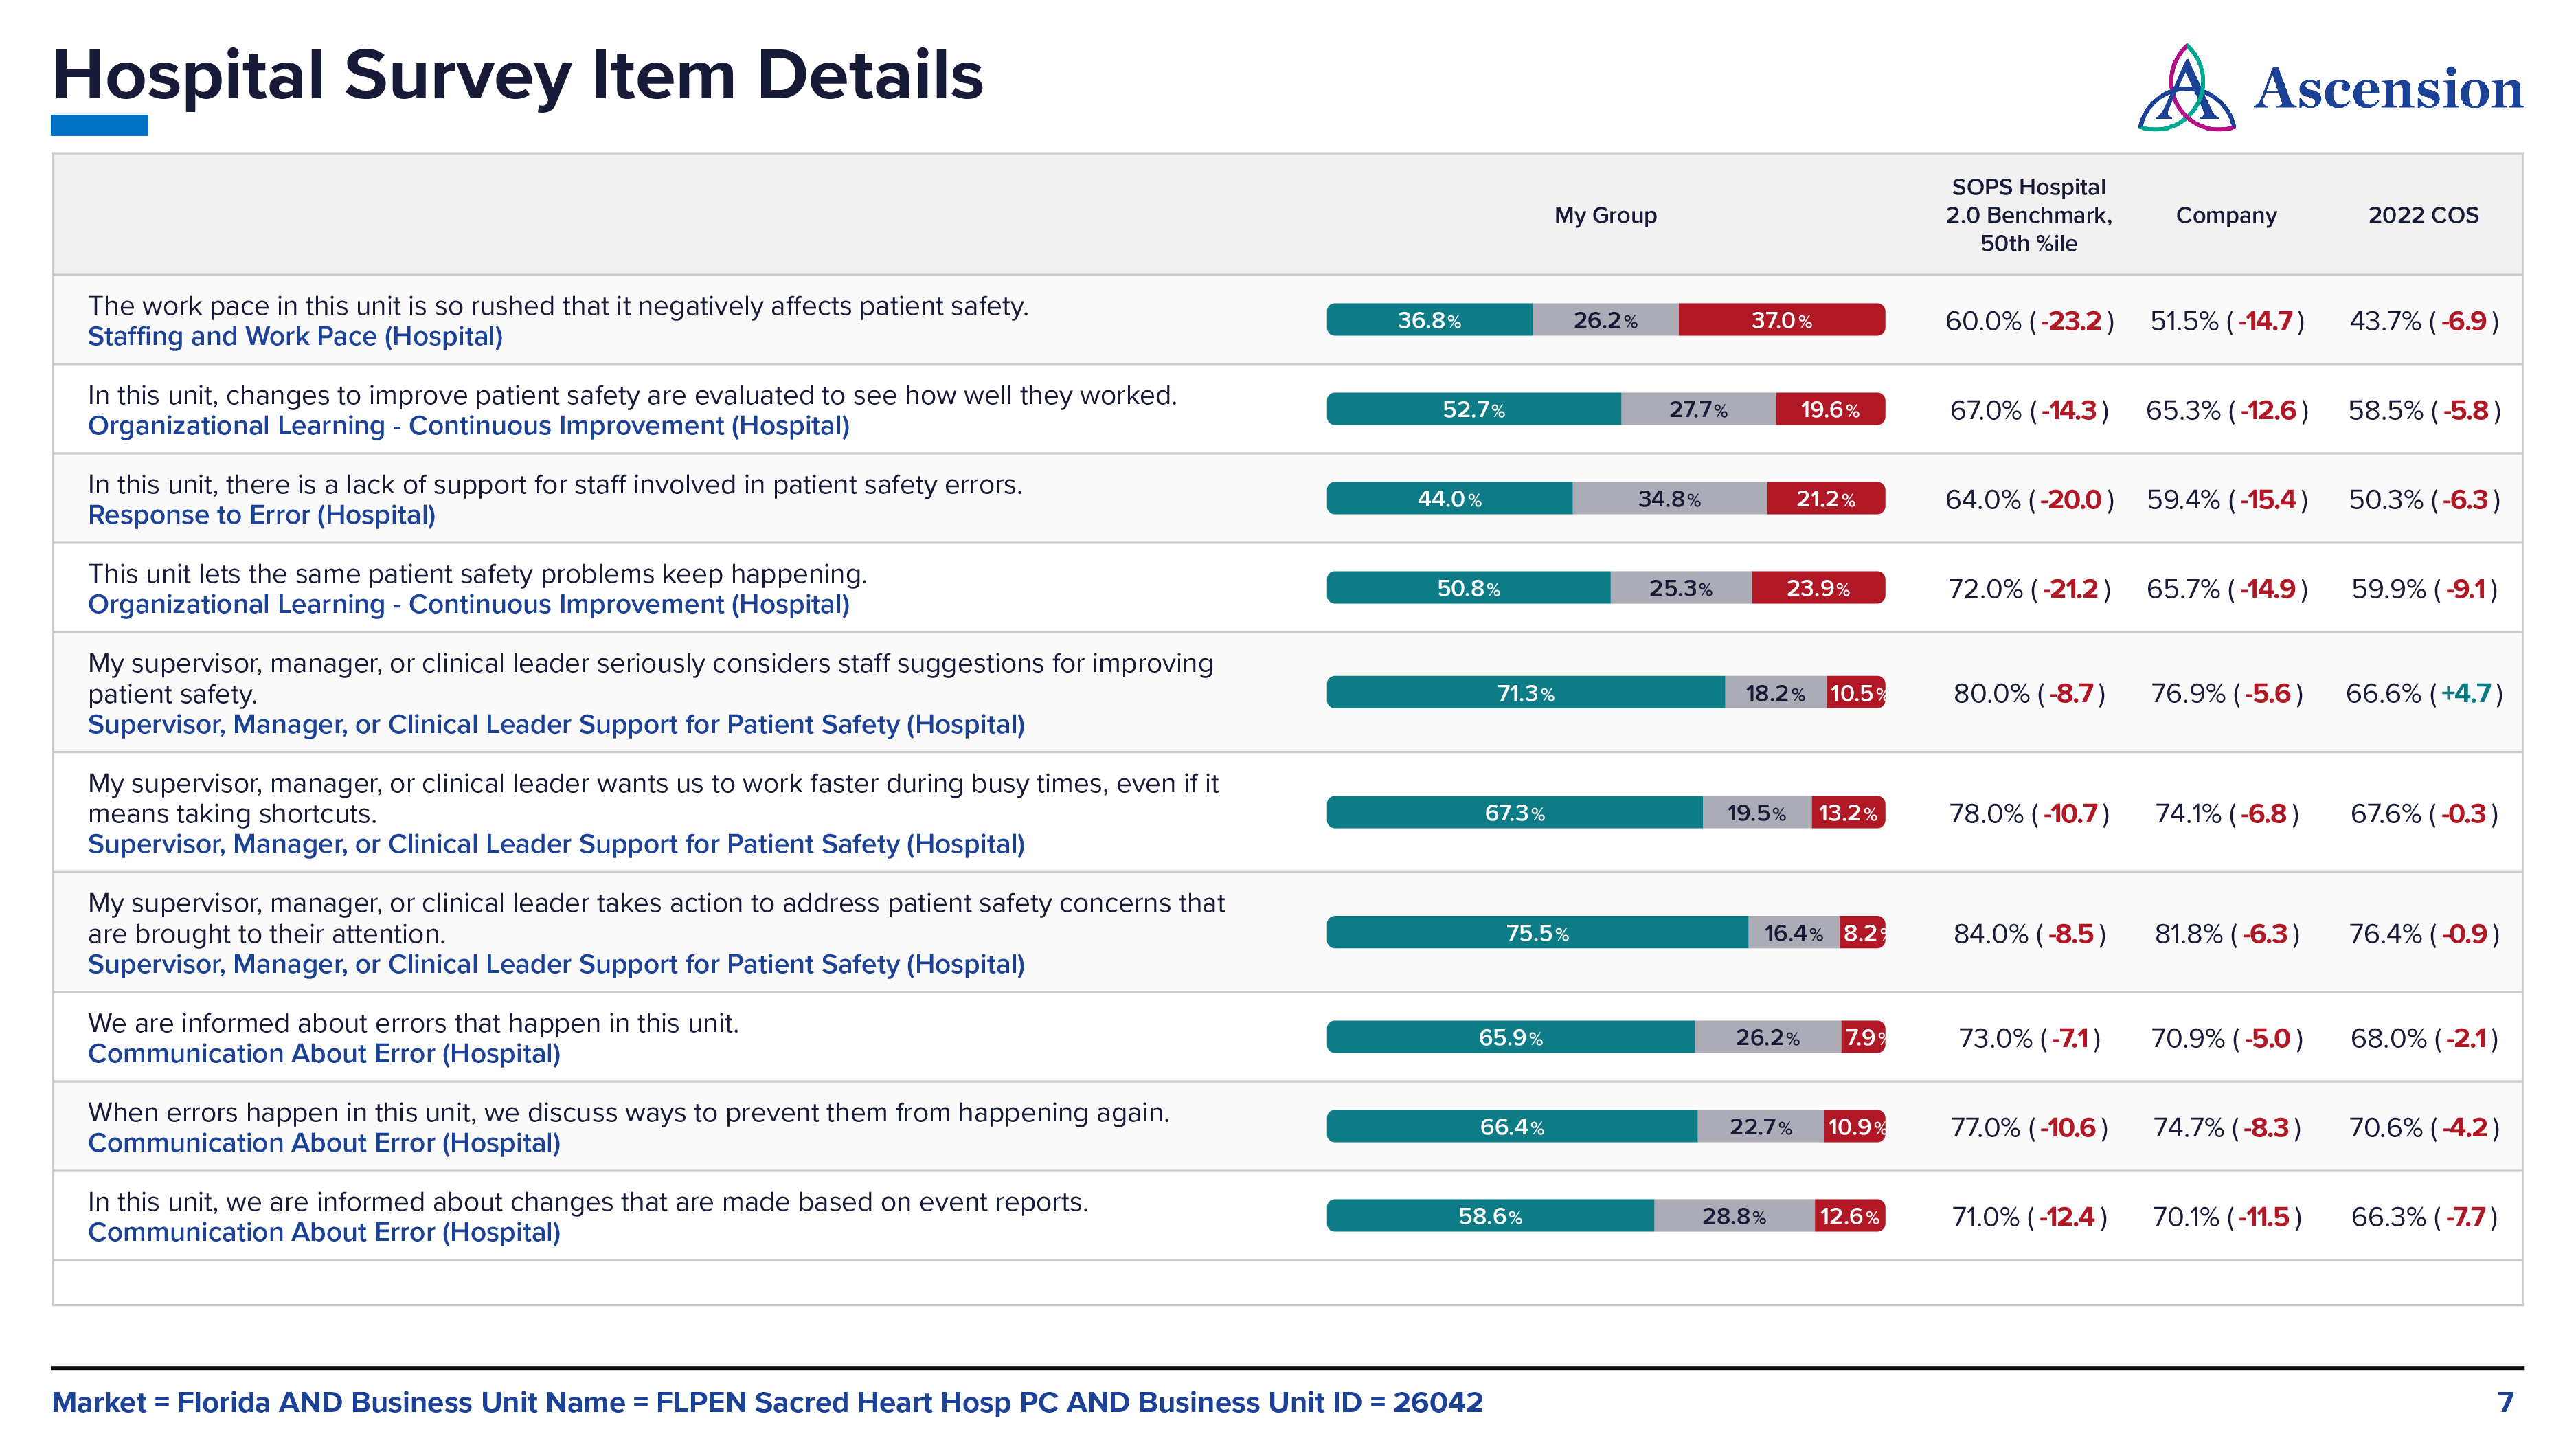 Hospital Survey Item Details
Ascension
My Group
SOPS Hospital
2.0 Benchmark,
50th %ile
Company
2022 COS
The work pace in this unit is so rushed that it negatively affects patient safety.
Staffing and Work Pace (Hospital)
36.8% 26.2% 37.0% 60.0% ( -23.2 ) 51.5% ( -14.7 ) 43.7% ( -6.9 )
In this unit, changes to improve patient safety are evaluated to see how well they worked.
Organizational Learning - Continuous Improvement (Hospital)
52.7% 27.7% 19.6% 67.0% ( -14.3 ) 65.3% ( -12.6 ) 58.5% ( -5.8 )
In this unit, there is a lack of support for staff involved in patient safety errors.
Response to Error (Hospital)
44.0% 34.8% 21.2% 64.0% ( -20.0 ) 59.4% ( -15.4 ) 50.3% ( -6.3 )
This unit lets the same patient safety problems keep happening.
Organizational Learning - Continuous Improvement (Hospital)
50.8% 25.3% 23.9% 72.0% ( -21.2 ) 65.7% ( -14.9 ) 59.9% ( -9.1 )
My supervisor, manager, or clinical leader seriously considers staff suggestions for improving
patient safety.
Supervisor, Manager, or Clinical Leader Support for Patient Safety (Hospital)
71.3% 18.2% 10.5% 80.0% ( -8.7 ) 76.9% ( -5.6 ) 66.6% ( +4.7 )
My supervisor, manager, or clinical leader wants us to work faster during busy times, even if it
means taking shortcuts.
Supervisor, Manager, or Clinical Leader Support for Patient Safety (Hospital)
67.3% 19.5% 13.2% 78.0% ( -10.7 ) 74.1% ( -6.8 ) 67.6% ( -0.3 )
My supervisor, manager, or clinical leader takes action to address patient safety concerns that
are brought to their attention.
Supervisor, Manager, or Clinical Leader Support for Patient Safety (Hospital)
75.5% 16.4% 8.2% 84.0% ( -8.5 ) 81.8% ( -6.3 ) 76.4% ( -0.9 )
We are informed about errors that happen in this unit.
Communication About Error (Hospital)
65.9% 26.2% 7.9% 73.0% ( -7.1 ) 70.9% ( -5.0 ) 68.0% ( -2.1 )
When errors happen in this unit, we discuss ways to prevent them from happening again.
Communication About Error (Hospital)
66.4% 22.7% 10.9% 77.0% ( -10.6 ) 74.7% ( -8.3 ) 70.6% ( -4.2 )
In this unit, we are informed about changes that are made based on event reports.
Communication About Error (Hospital)
58.6% 28.8% 12.6% 71.0% ( -12.4 ) 70.1% ( -11.5 ) 66.3% ( -7.7 )
Market = Florida AND Business Unit Name = FLPEN Sacred Heart Hosp PC AND Business Unit ID = 26042
7